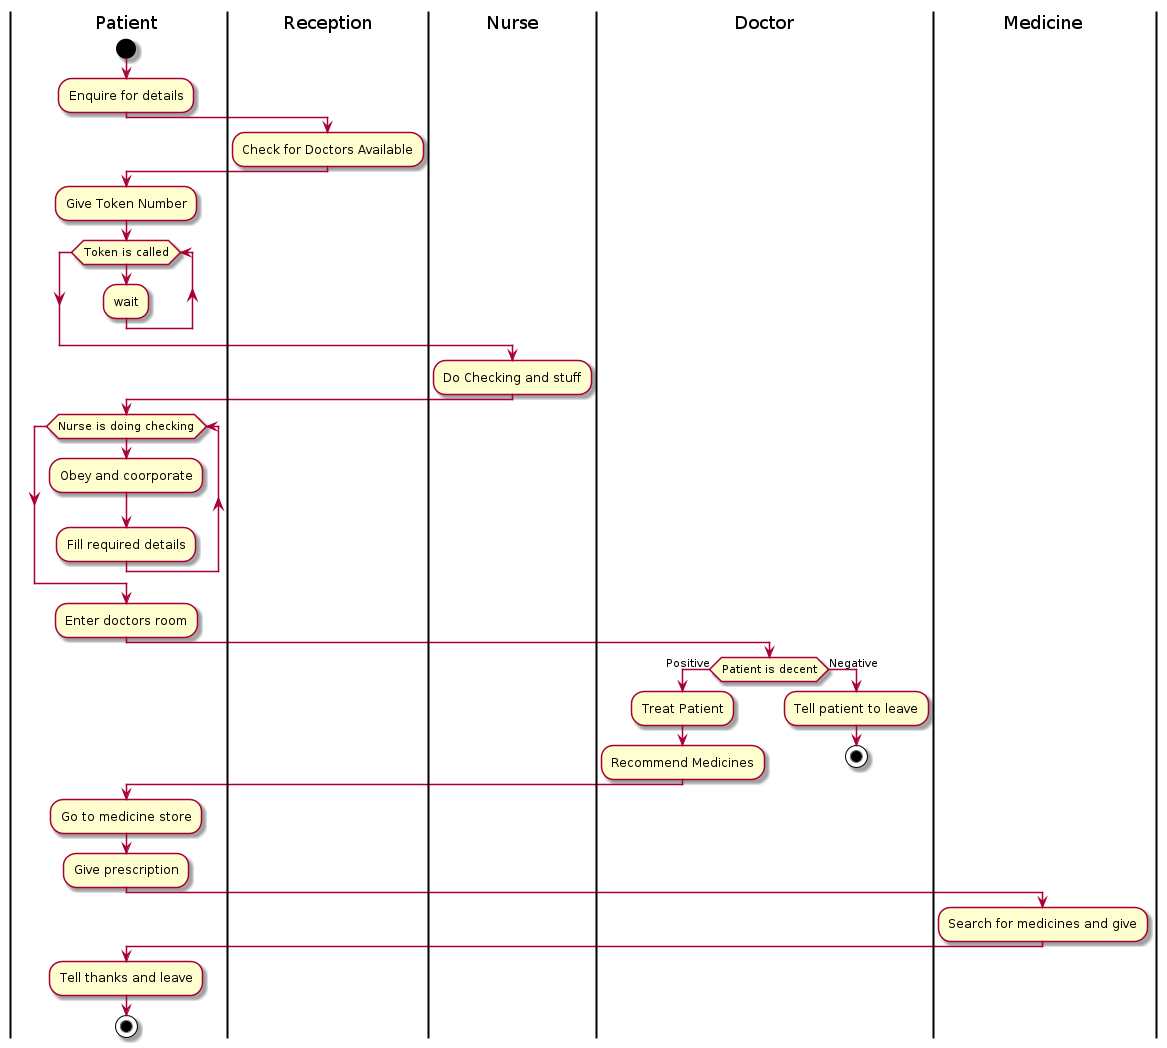 Patient
Reception
Nurse
Doctor
Medicine
Enquire for details
Check for Doctors Available
Give Token Number
Token is called
wait
Do Checking and stuff
Nurse is doing checking
Obey and coorporate
Fill required details
Enter doctors room
Positive
Patient is decent
Negative
Treat Patient
Tell patient to leave
Recommend Medicines
Go to medicine store
Give prescription
Search for medicines and give
Tell thanks and leave